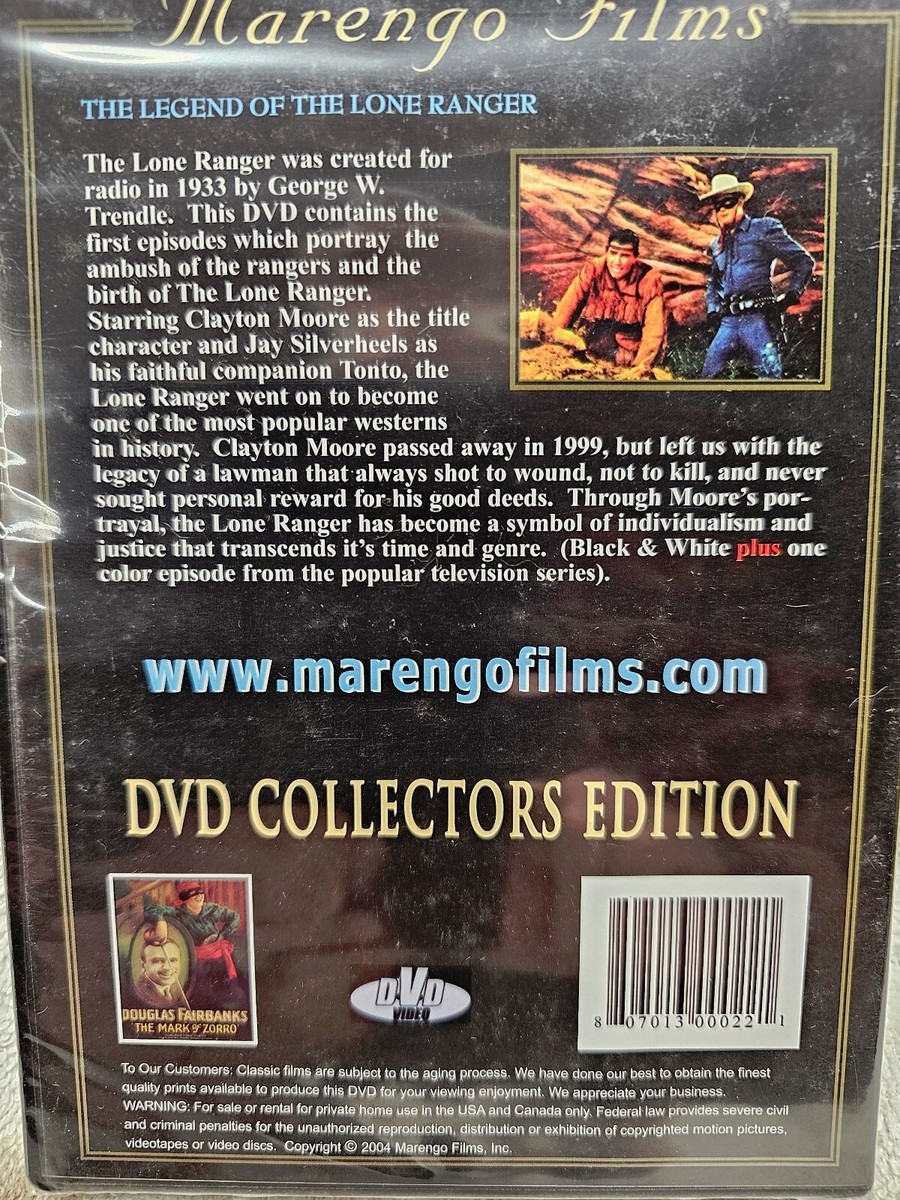 Marengo Films
THE LEGEND OF THE LONE RANGER
The Lone Ranger was created for
radio in 1933 by George W.
Trendle. This DVD contains the
first episodes which portray the
ambush of the rangers and the
birth of The Lone Ranger.
Starring Clayton Moore as the title
character and Jay Silverheels as
his faithful companion Tonto, the
Lone Ranger went on to become
one of the most popular westerns
in history. Clayton Moore passed away in 1999, but left us with the
legacy of a lawman that always shot to wound, not to kill, and never
sought personal reward for his good deeds. Through Moore's por-
trayal, the Lone Ranger has become a symbol of individualism and
justice that transcends it's time and genre. (Black & White plus one
color episode from the popular television series).
www.marengofilms.com
DVD COLLECTORS EDITION
DOUGLAS FAIRBANKS
THE MARK OF ZORRO
DVD
VIDEO
8 07013 00022 1
To Our Customers: Classic films are subject to the aging process. We have done our best to obtain the finest
quality prints available to produce this DVD for your viewing enjoyment. We appreciate your business.
WARNING: For sale or rental for private home use in the USA and Canada only. Federal law provides severe civil
and criminal penalties for the unauthorized reproduction, distribution or exhibition of copyrighted motion pictures,
videotapes or video discs. Copyright © 2004 Marengo Films, Inc.